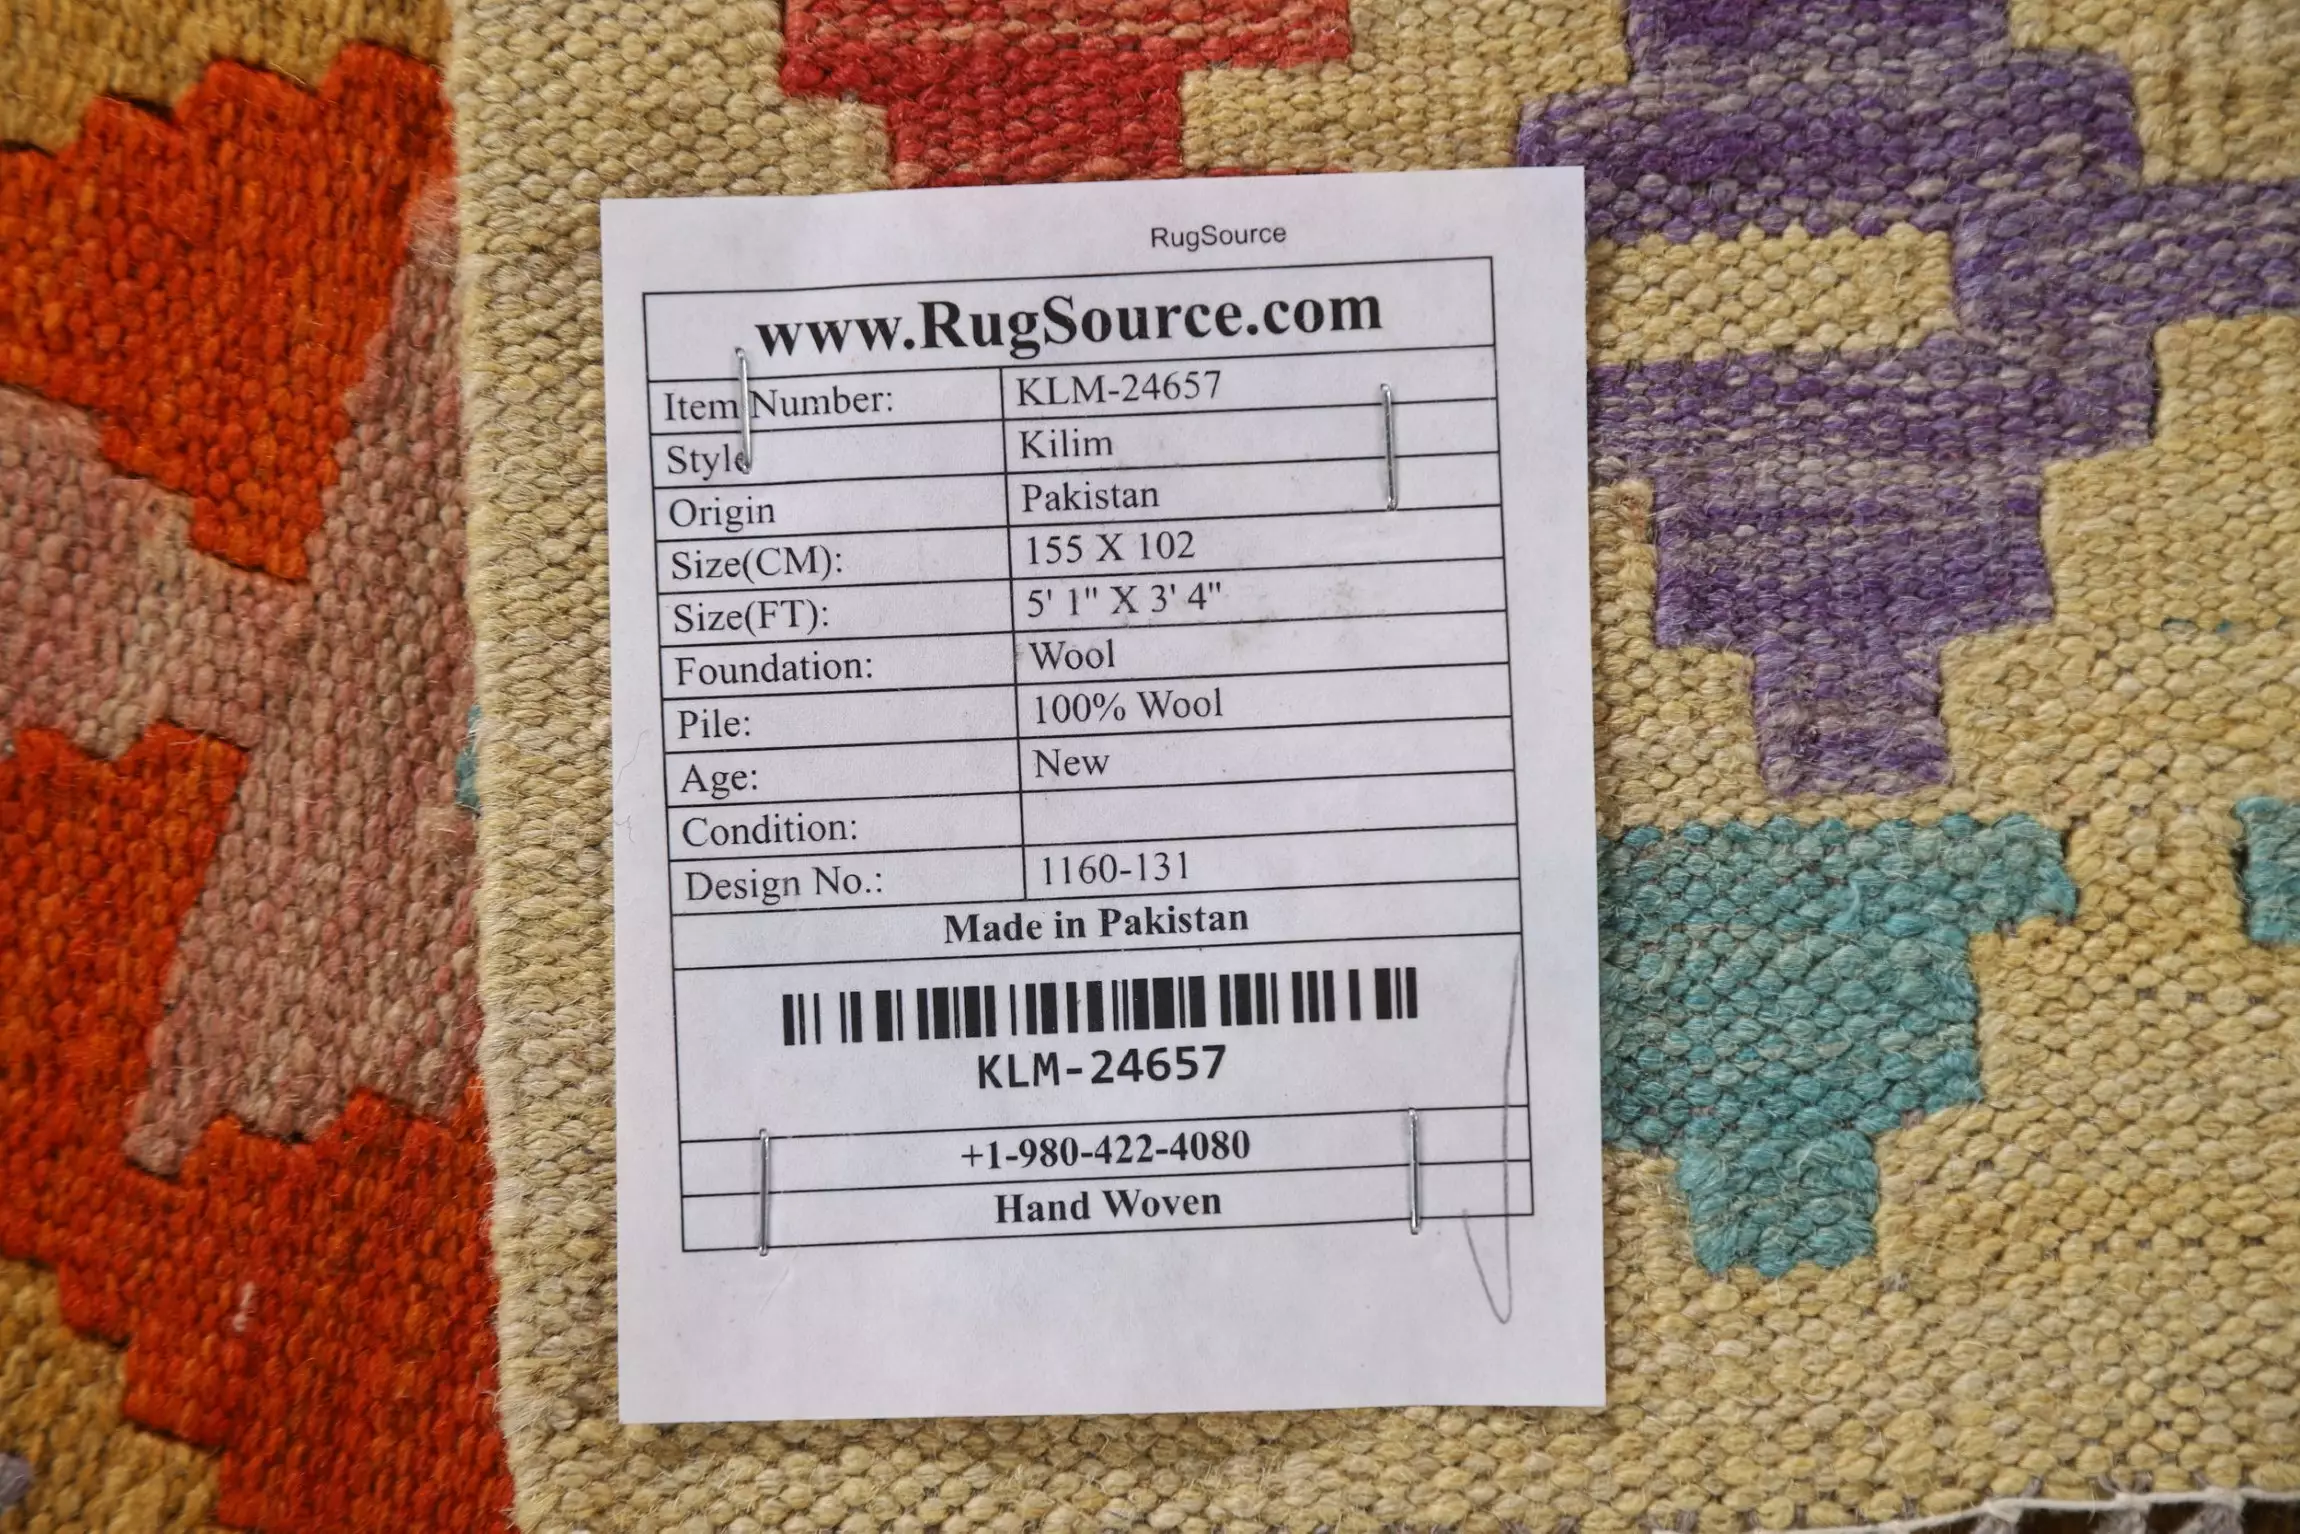 RugSource
www.RugSource.com
Item Number: KLM-24657
Style Kilim
Origin Pakistan
Size(CM): 155 X 102
Size(FT): 5' 1" X 3' 4"
Foundation: Wool
Pile: 100% Wool
Age: New
Condition:
Design No.: 1160-131
Made in Pakistan
KLM-24657
+1-980-422-4080
Hand Woven